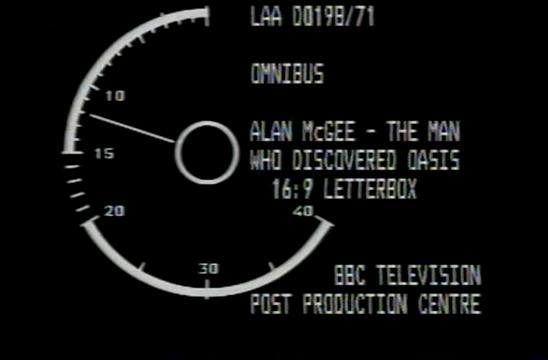 LAA D019B/71
OMNIBUS
ALAN McGEE - THE MAN
WHO DISCOVERED OASIS
16:9 LETTERBOX
10
15
20
40
30
BBC TELEVISION
POST PRODUCTION CENTRE